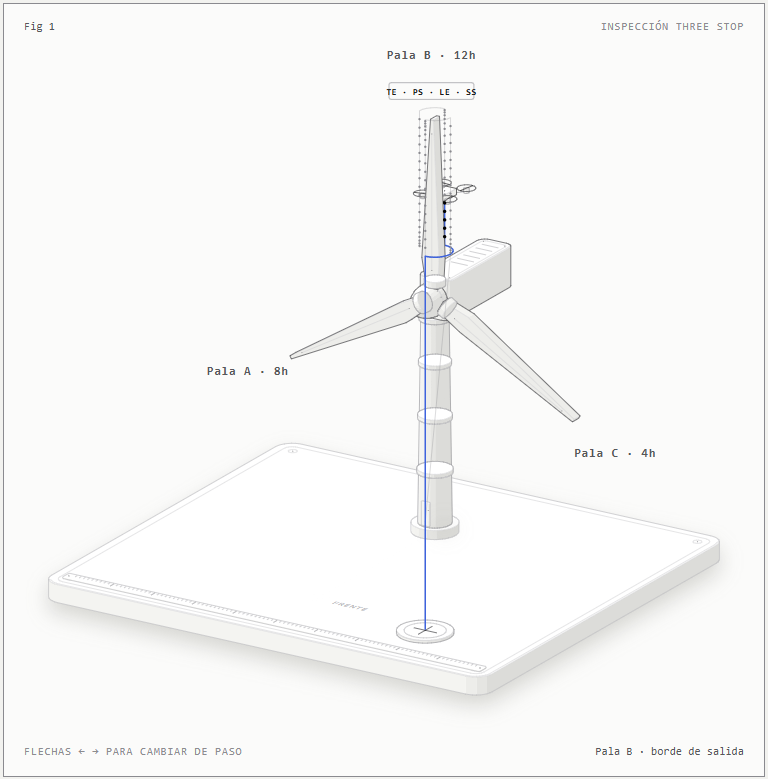 Fig 1
INSPECCIÓN THREE STOP
Pala B · 12h
TE · PS · LE · SS
Pala A · 8h
Pala C · 4h
FRENTE
FLECHAS ← → PARA CAMBIAR DE PASO
Pala B · borde de salida